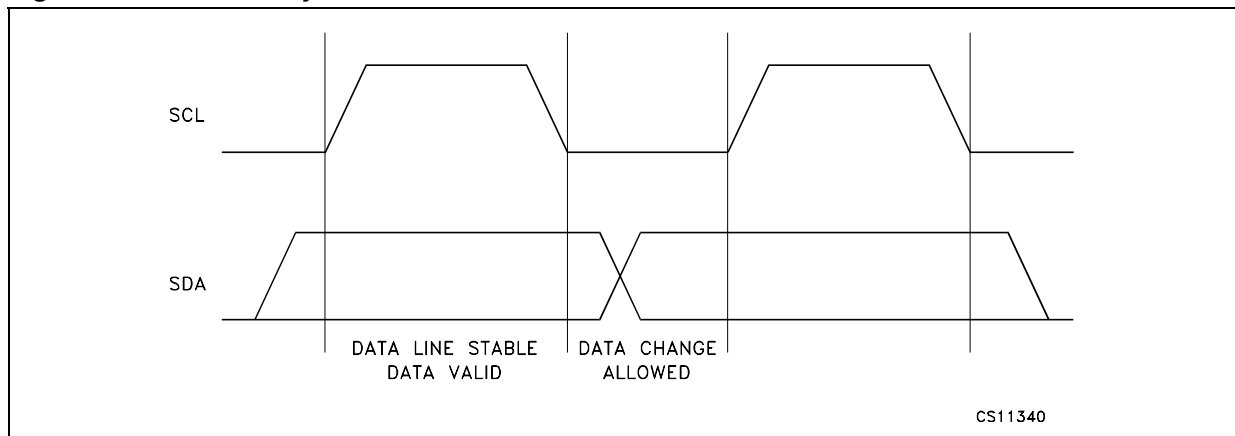 SCL
SDA
DATA LINE STABLE
DATA VALID
DATA CHANGE
ALLOWED
CS11340